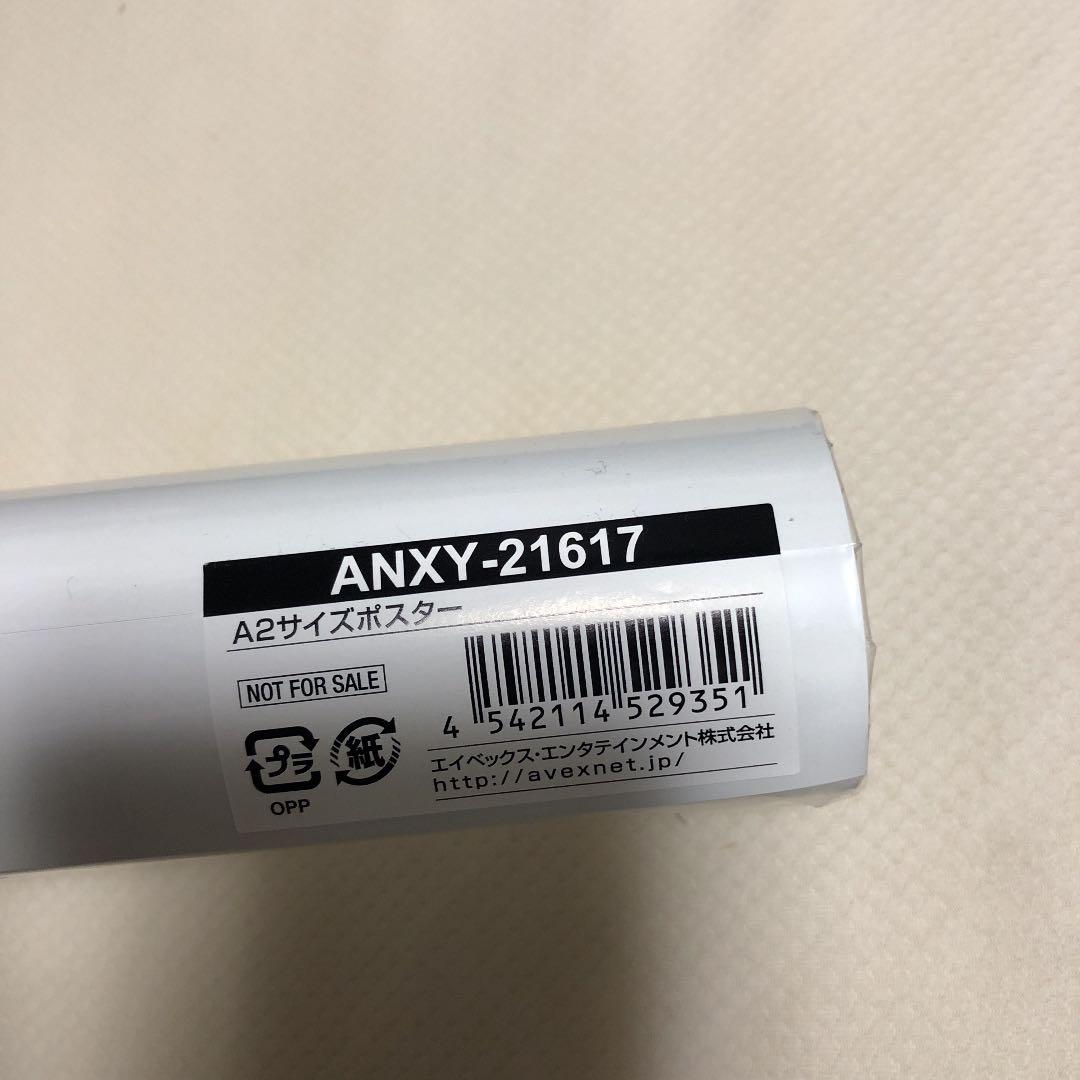 ANXY-21617
A2サイズポスター
NOT FOR SALE
4 542114 529351
プラ
紙
OPP
エイベックス・エンタテインメント株式会社
http://avexnet.jp/